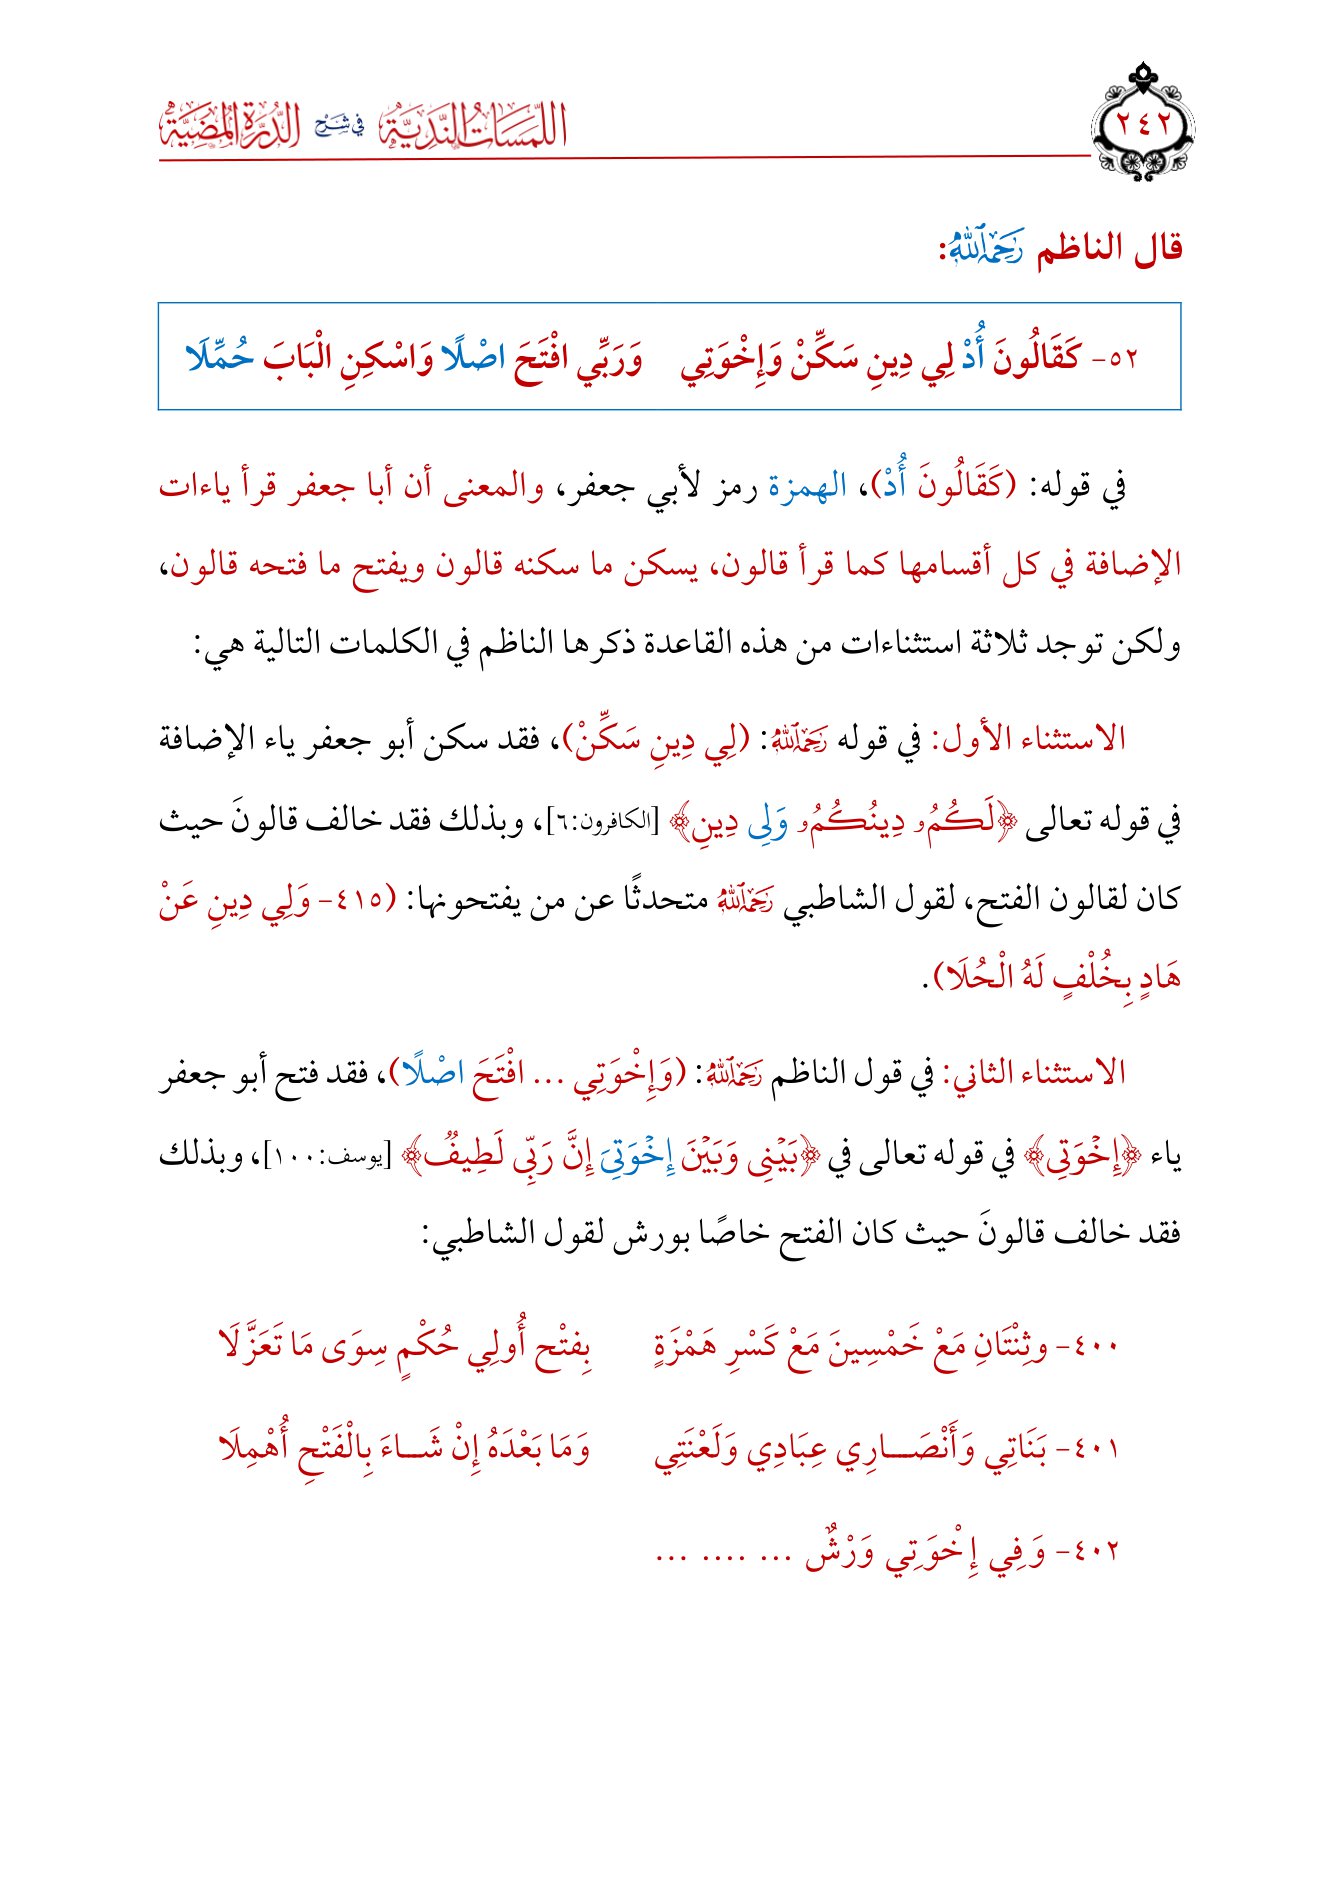 ٢٤٢
اللمسات الندية في شرح الدرة المضية
قال الناظم رَحِمَهُ ٱللَّهُ:
٥٢- كَقَالُونَ أُدْ لِي دِينِ سَكِّنْ وَإِخْوَتِي وَرَبِّي افْتَحَ اصْلًا وَاسْكِنِ الْبَابَ حُمِّلَا
في قوله: (كَقَالُونَ أُدْ)، الهمزة رمز لأبي جعفر، والمعنى أن أبا جعفر قرأ ياءات
الإضافة في كل أقسامها كما قرأ قالون، يسكن ما سكنه قالون ويفتح ما فتحه قالون،
ولكن توجد ثلاثة استثناءات من هذه القاعدة ذكرها الناظم في الكلمات التالية هي:
الاستثناء الأول: في قوله رَحِمَهُ ٱللَّهُ: (لِي دِينِ سَكِّنْ)، فقد سكن أبو جعفر ياء الإضافة
في قوله تعالى ﴿لَكُمُۥ دِينُكُمُۥ وَلِي دِينِ﴾ [الكافرون:٦]، وبذلك فقد خالف قالونَ حيث
كان لقالون الفتح، لقول الشاطبي رَحِمَهُ ٱللَّهُ متحدثًا عن من يفتحونها: (٤١٥- وَلِي دِينِ عَنْ
هَادٍ بِخُلْفٍ لَهُ الْحُلَا).
الاستثناء الثاني: في قول الناظم رَحِمَهُ ٱللَّهُ: (وَإِخْوَتِي ... افْتَحَ اصْلًا)، فقد فتح أبو جعفر
ياء ﴿إِخْوَتِي﴾ في قوله تعالى في ﴿بَيْنِي وَبَيْنَ إِخْوَتِيَ إِنَّ رَبِّي لَطِيفٌ﴾ [يوسف:١٠٠]، وبذلك
فقد خالف قالونَ حيث كان الفتح خاصًا بورش لقول الشاطبي:
٤٠٠- وثِنْتَانِ مَعْ خَمْسِينَ مَعْ كَسْرِ هَمْزَةٍ بِفتْح أُولِي حُكْمٍ سِوَى مَا تَعَزَّلَا
٤٠١- بَنَاتِي وَأَنْصَـــارِي عِبَادِي وَلَعْنَتِي وَمَا بَعْدَهُ إِنْ شَـــاءَ بِالْفَتْحِ أُهْمِلَا
٤٠٢- وَفِي إِخْوَتِي وَرْشٌ ... .... ...